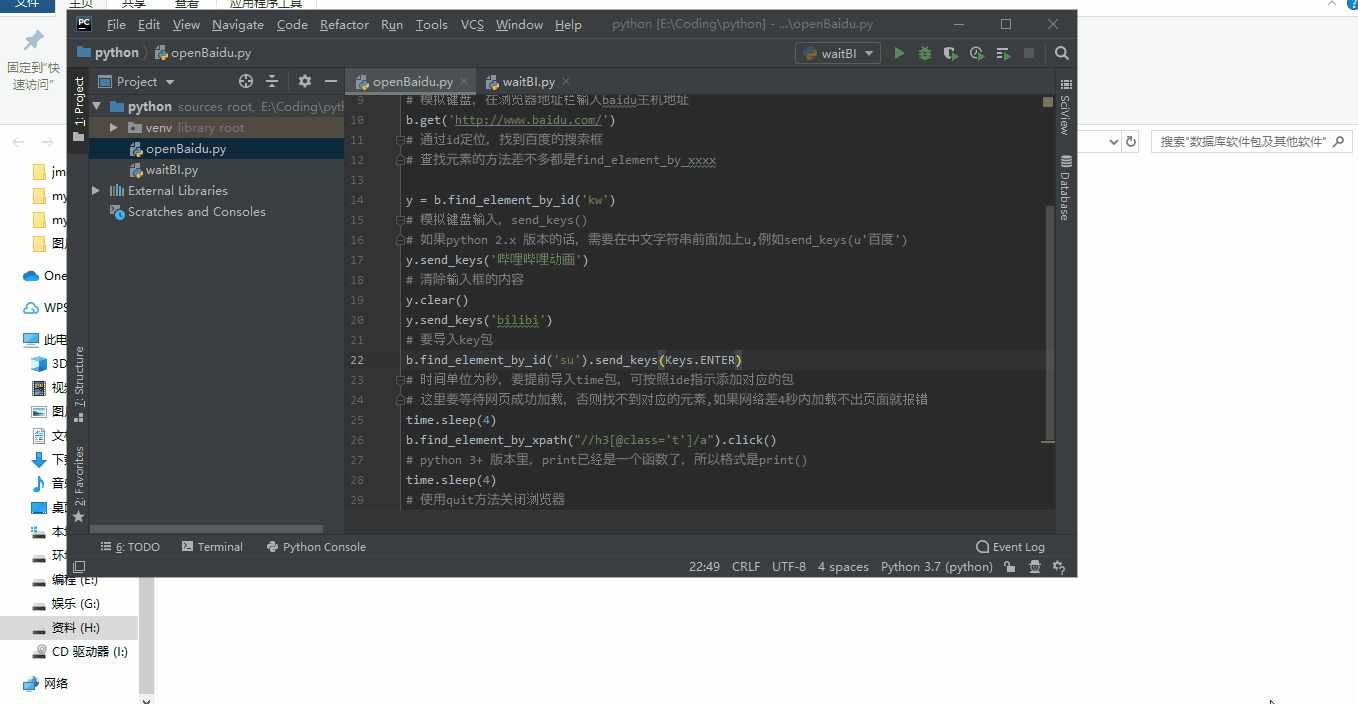 文件 主页 共享 查看 应用程序工具
File Edit View Navigate Code Refactor Run Tools VCS Window Help python [E:\Coding\python] - ...\openBaidu.py
python openBaidu.py waitBI
固定到"快
速访问"
Project openBaidu.py waitBI.py
1: Project
python sources root, E:\Coding\pyth
venv library root
openBaidu.py
waitBI.py
External Libraries
Scratches and Consoles
9 # 模拟键盘，在浏览器地址栏输入baidu主机地址
10 b.get('http://www.baidu.com/')
11 # 通过id定位，找到百度的搜索框
12 # 查找元素的方法差不多都是find_element_by_xxxx
13
14 y = b.find_element_by_id('kw')
15 # 模拟键盘输入，send_keys()
16 # 如果python 2.x 版本的话，需要在中文字符串前面加上u,例如send_keys(u'百度')
17 y.send_keys('哔哩哔哩动画')
18 # 清除输入框的内容
19 y.clear()
20 y.send_keys('bilibi')
21 # 要导入key包
22 b.find_element_by_id('su').send_keys(Keys.ENTER)
23 # 时间单位为秒，要提前导入time包，可按照ide指示添加对应的包
24 # 这里要等待网页成功加载，否则找不到对应的元素,如果网络差4秒内加载不出页面就报错
25 time.sleep(4)
26 b.find_element_by_xpath("//h3[@class='t']/a").click()
27 # python 3+ 版本里，print已经是一个函数了，所以格式是print()
28 time.sleep(4)
29 # 使用quit方法关闭浏览器
SciView
Database
搜索"数据库软件包及其他软件"
7: Structure
2: Favorites
6: TODO Terminal Python Console Event Log
22:49 CRLF UTF-8 4 spaces Python 3.7 (python)
jm
my
my
图
One
WPS
此电
3D
视
图
文
下
音
桌
本
环
编程 (E:)
娱乐 (G:)
资料 (H:)
CD 驱动器 (I:)
网络